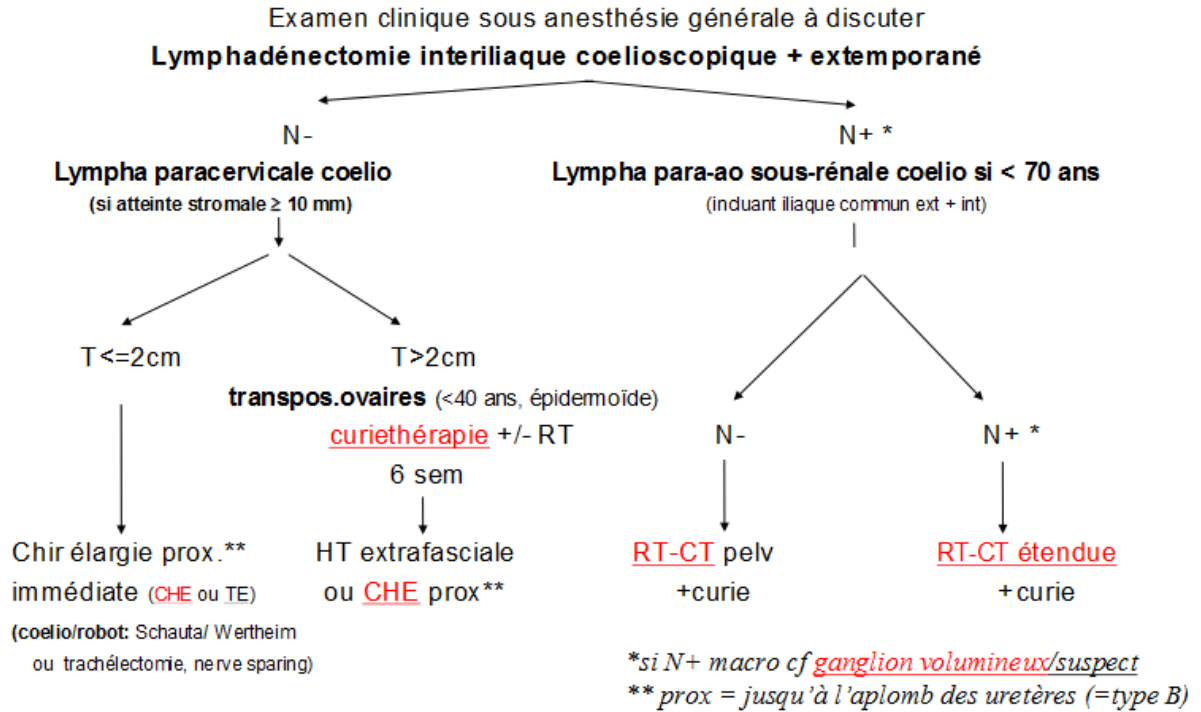 Examen clinique sous anesthésie générale à discuter
Lymphadénectomie interiliaque coelioscopique + extemporané
N-
N+ *
Lympha paracervicale coelio
(si atteinte stromale ≥ 10 mm)
Lympha para-ao sous-rénale coelio si < 70 ans
(incluant iliaque commun ext + int)
T<=2cm
T>2cm
transpos.ovaires (<40 ans, épidermoïde)
curiethérapie +/- RT
6 sem
N-
N+ *
Chir élargie prox.**
immédiate (CHE ou TE)
(coelio/robot: Schauta/ Wertheim
ou trachélectomie, nerve sparing)
HT extrafasciale
ou CHE prox**
RT-CT pelv
+curie
RT-CT étendue
+ curie
*si N+ macro cf ganglion volumineux/suspect
** prox = jusqu'à l'aplomb des uretères (=type B)